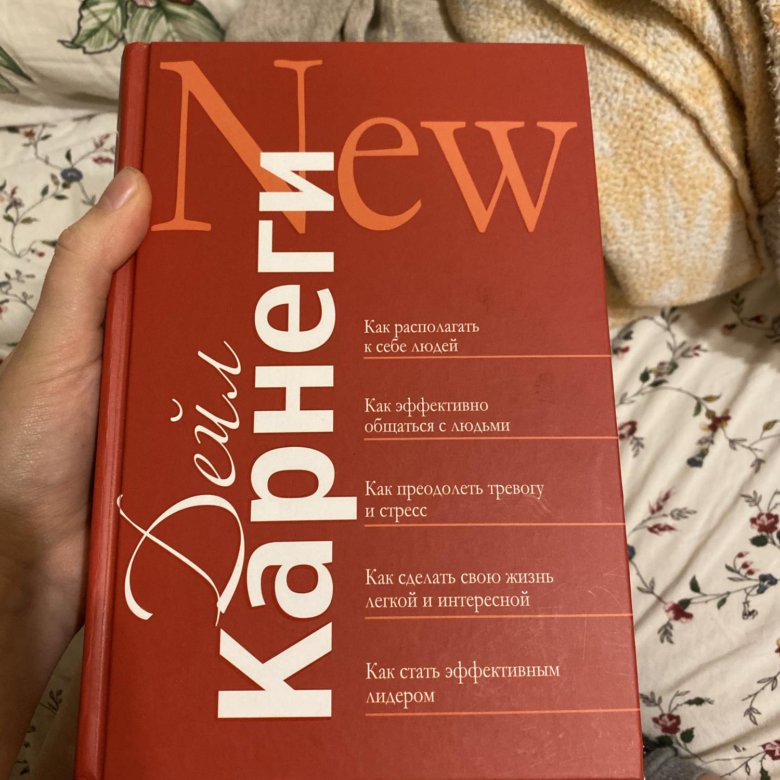 New
Дейл
Карнеги
Как располагать
к себе людей
Как эффективно
общаться с людьми
Как преодолеть тревогу
и стресс
Как сделать свою жизнь
легкой и интересной
Как стать эффективным
лидером